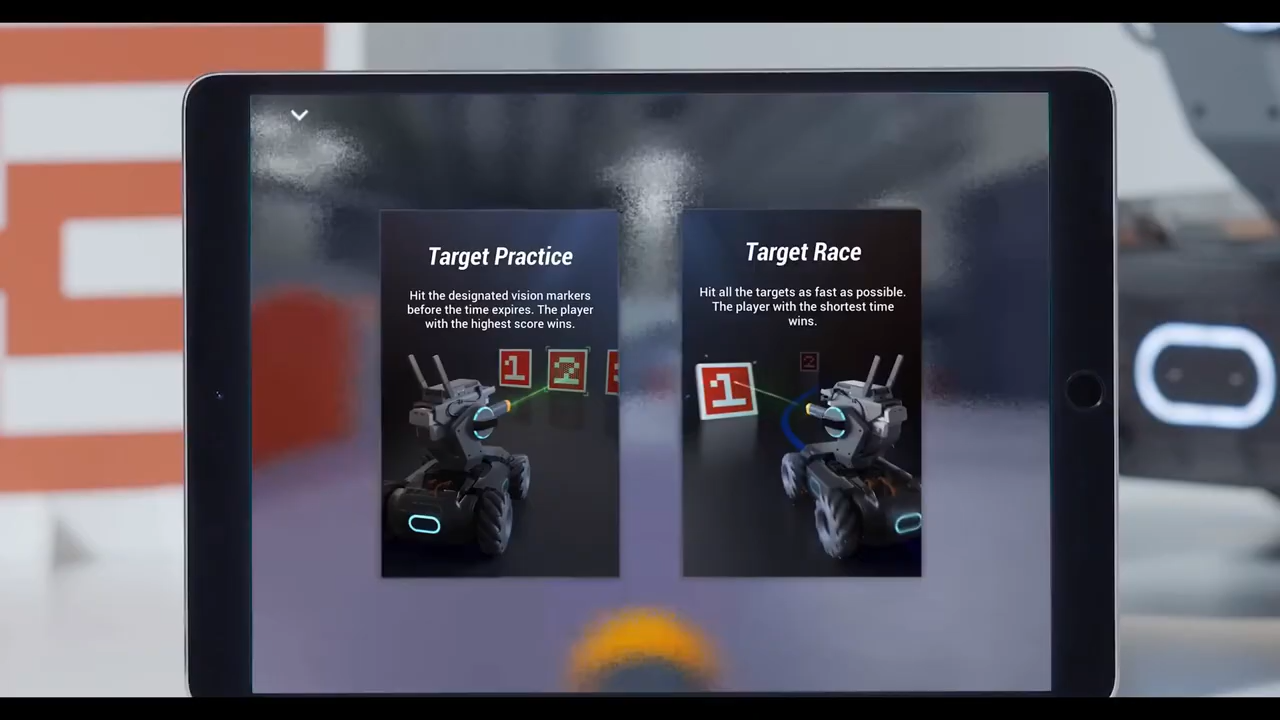 Target Practice
Hit the designated vision markers
before the time expires. The player
with the highest score wins.
1
2
Target Race
Hit all the targets as fast as possible.
The player with the shortest time
wins.
1
2